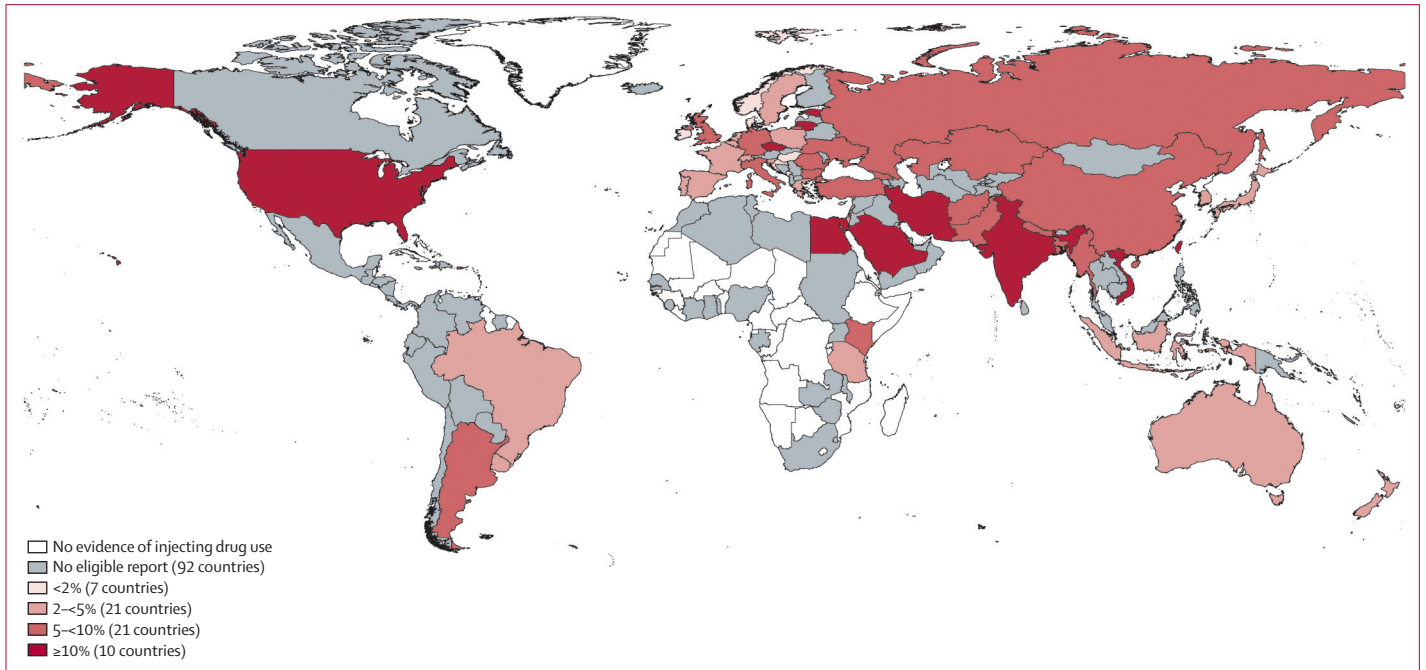 No evidence of injecting drug use
No eligible report (92 countries)
<2% (7 countries)
2–<5% (21 countries)
5–<10% (21 countries)
≥10% (10 countries)